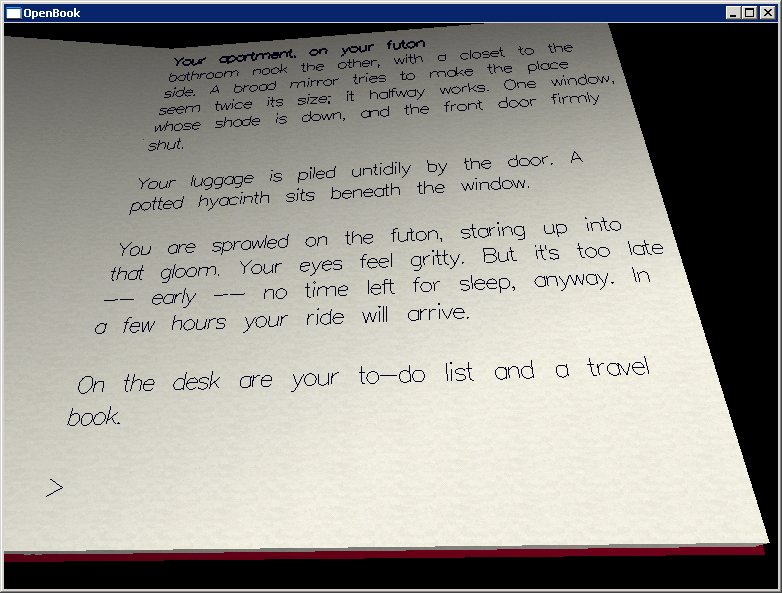 OpenBook
Your apartment, on your futon
bathroom nook the other, with a closet to the
side. A broad mirror tries to make the place
seem twice its size; it halfway works. One window,
whose shade is down, and the front door firmly
shut.
Your luggage is piled untidily by the door. A
potted hyacinth sits beneath the window.
You are sprawled on the futon, staring up into
that gloom. Your eyes feel gritty. But it's too late
-- early -- no time left for sleep, anyway. In
a few hours your ride will arrive.
On the desk are your to-do list and a travel
book.
>